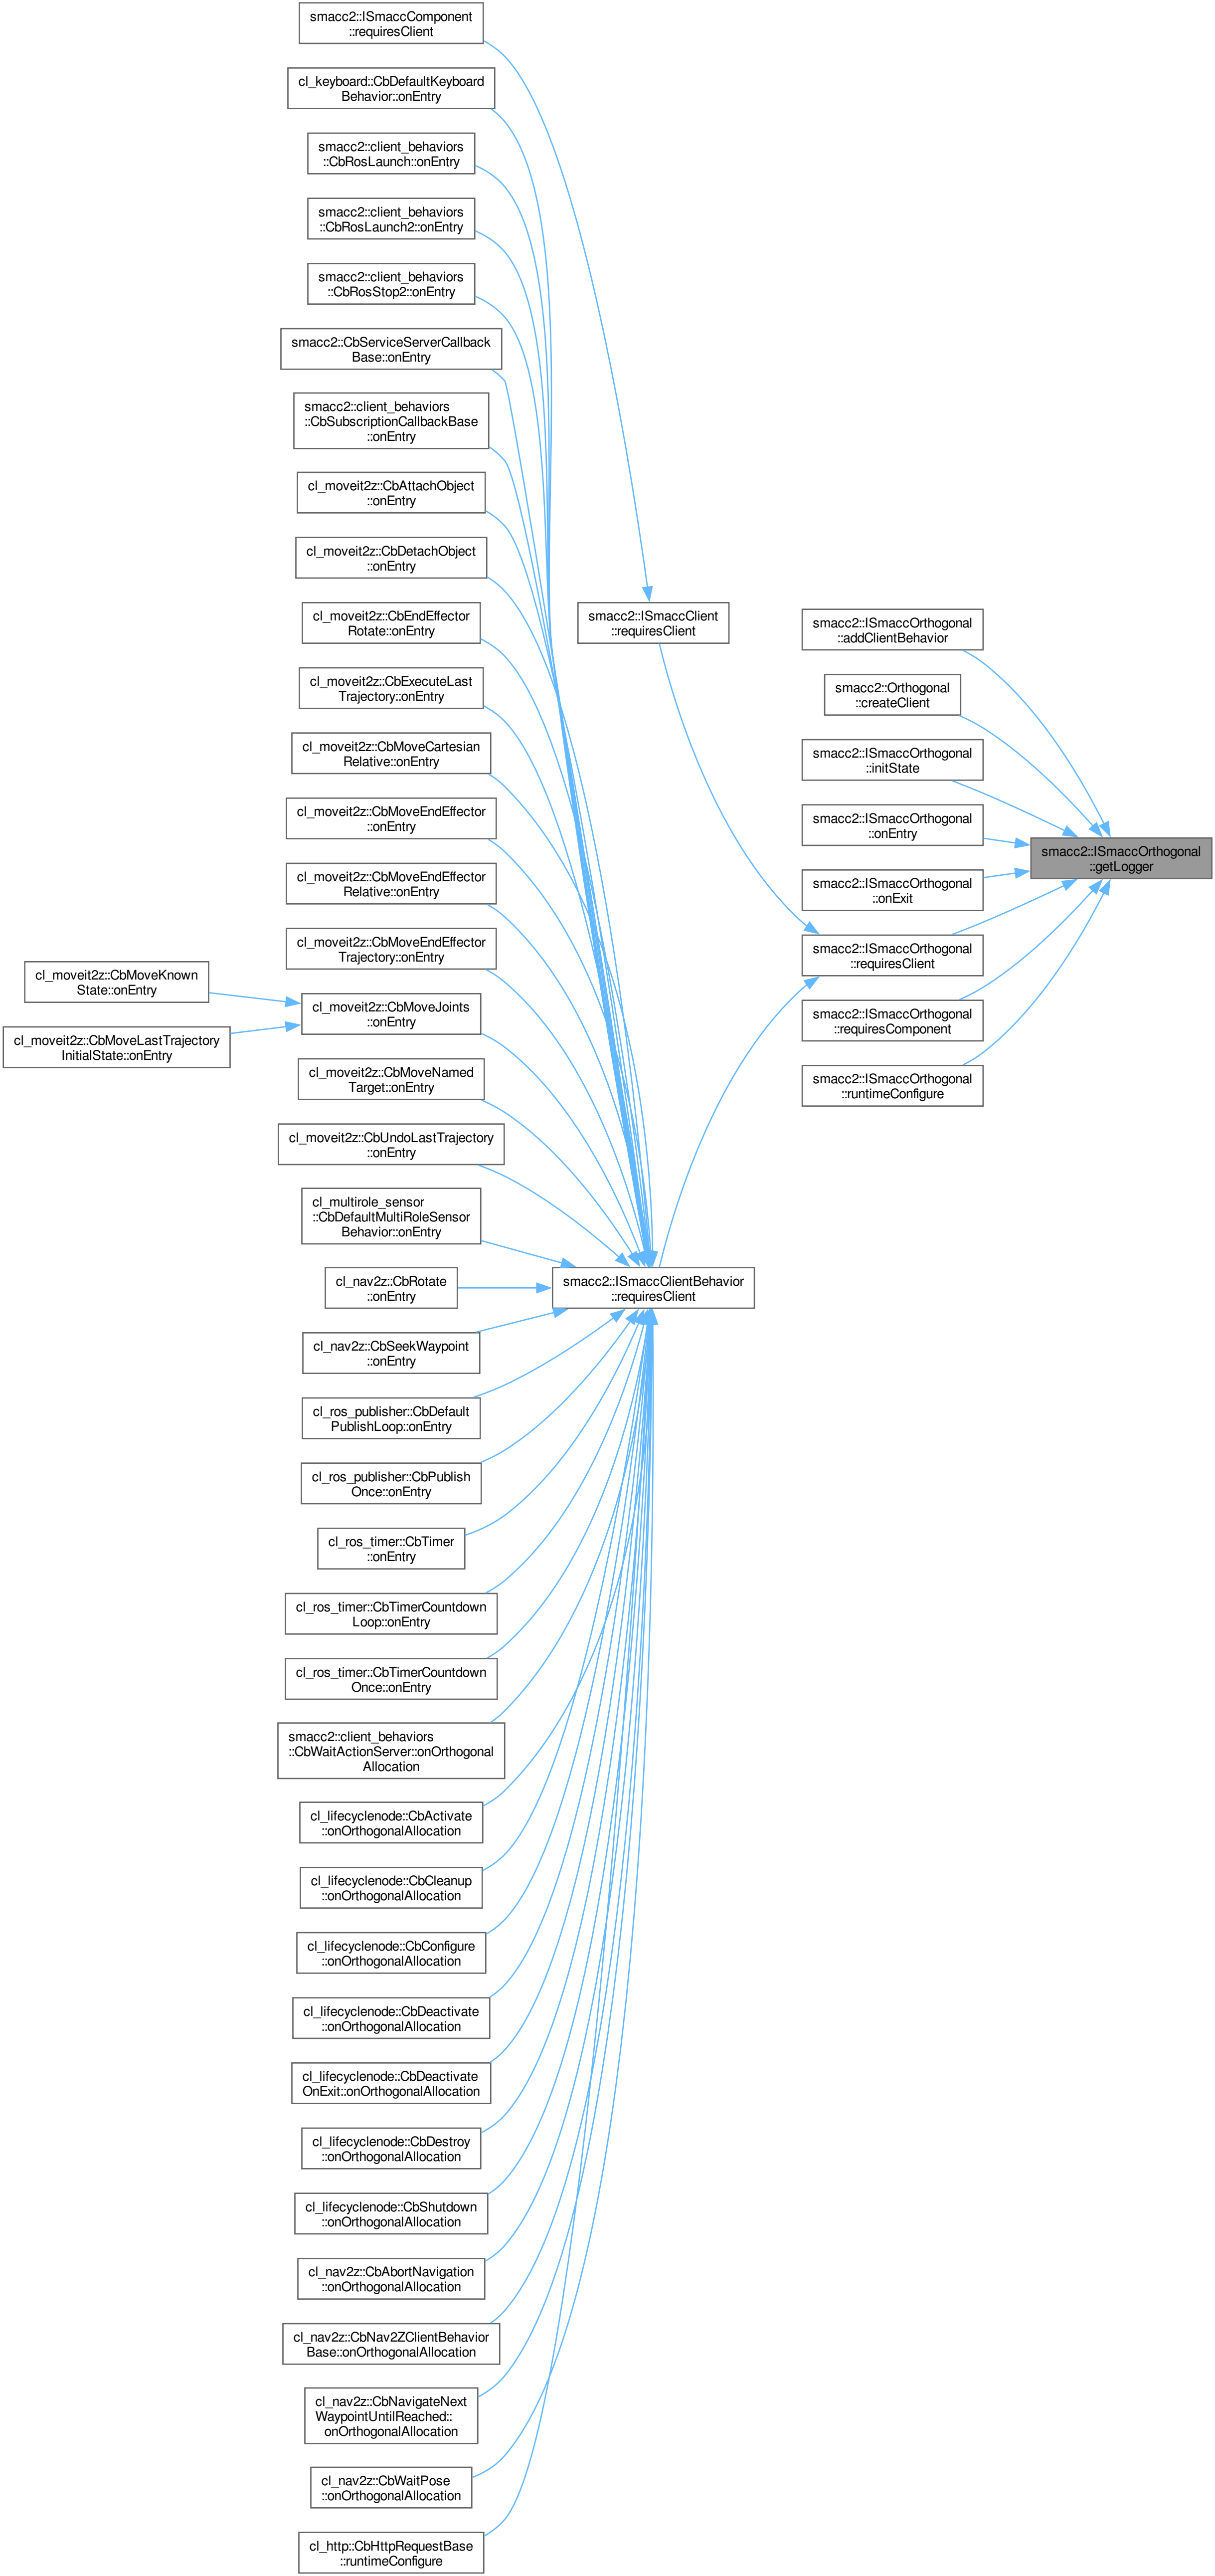 smacc2::ISmaccComponent
::requiresClient
cl_keyboard::CbDefaultKeyboard
Behavior::onEntry
smacc2::client_behaviors
::CbRosLaunch::onEntry
smacc2::client_behaviors
::CbRosLaunch2::onEntry
smacc2::client_behaviors
::CbRosStop2::onEntry
smacc2::CbServiceServerCallback
Base::onEntry
smacc2::client_behaviors
::CbSubscriptionCallbackBase
::onEntry
cl_moveit2z::CbAttachObject
::onEntry
cl_moveit2z::CbDetachObject
::onEntry
cl_moveit2z::CbEndEffector
Rotate::onEntry
cl_moveit2z::CbExecuteLast
Trajectory::onEntry
cl_moveit2z::CbMoveCartesian
Relative::onEntry
cl_moveit2z::CbMoveEndEffector
::onEntry
cl_moveit2z::CbMoveEndEffector
Relative::onEntry
cl_moveit2z::CbMoveEndEffector
Trajectory::onEntry
cl_moveit2z::CbMoveKnown
State::onEntry
cl_moveit2z::CbMoveLastTrajectory
InitialState::onEntry
cl_moveit2z::CbMoveJoints
::onEntry
cl_moveit2z::CbMoveNamed
Target::onEntry
cl_moveit2z::CbUndoLastTrajectory
::onEntry
cl_multirole_sensor
::CbDefaultMultiRoleSensor
Behavior::onEntry
cl_nav2z::CbRotate
::onEntry
cl_nav2z::CbSeekWaypoint
::onEntry
cl_ros_publisher::CbDefault
PublishLoop::onEntry
cl_ros_publisher::CbPublish
Once::onEntry
cl_ros_timer::CbTimer
::onEntry
cl_ros_timer::CbTimerCountdown
Loop::onEntry
cl_ros_timer::CbTimerCountdown
Once::onEntry
smacc2::client_behaviors
::CbWaitActionServer::onOrthogonal
Allocation
cl_lifecyclenode::CbActivate
::onOrthogonalAllocation
cl_lifecyclenode::CbCleanup
::onOrthogonalAllocation
cl_lifecyclenode::CbConfigure
::onOrthogonalAllocation
cl_lifecyclenode::CbDeactivate
::onOrthogonalAllocation
cl_lifecyclenode::CbDeactivate
OnExit::onOrthogonalAllocation
cl_lifecyclenode::CbDestroy
::onOrthogonalAllocation
cl_lifecyclenode::CbShutdown
::onOrthogonalAllocation
cl_nav2z::CbAbortNavigation
::onOrthogonalAllocation
cl_nav2z::CbNav2ZClientBehavior
Base::onOrthogonalAllocation
cl_nav2z::CbNavigateNext
WaypointUntilReached::
onOrthogonalAllocation
cl_nav2z::CbWaitPose
::onOrthogonalAllocation
cl_http::CbHttpRequestBase
::runtimeConfigure
smacc2::ISmaccClient
::requiresClient
smacc2::ISmaccClientBehavior
::requiresClient
smacc2::ISmaccOrthogonal
::addClientBehavior
smacc2::Orthogonal
::createClient
smacc2::ISmaccOrthogonal
::initState
smacc2::ISmaccOrthogonal
::onEntry
smacc2::ISmaccOrthogonal
::onExit
smacc2::ISmaccOrthogonal
::requiresClient
smacc2::ISmaccOrthogonal
::requiresComponent
smacc2::ISmaccOrthogonal
::runtimeConfigure
smacc2::ISmaccOrthogonal
::getLogger